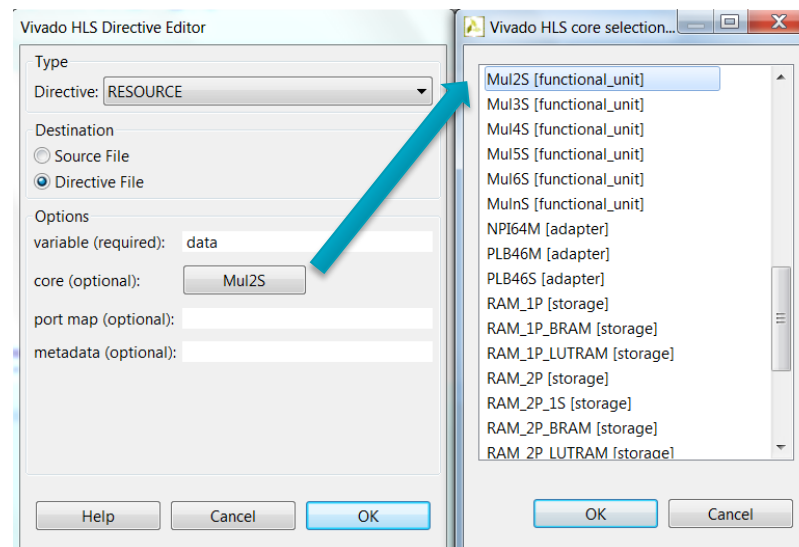 Vivado HLS Directive Editor
Type
Directive: RESOURCE
Destination
Source File
Directive File
Options
variable (required): data
core (optional): Mul2S
port map (optional):
metadata (optional):
Help Cancel OK
Vivado HLS core selection...
Mul2S [functional_unit]
Mul3S [functional_unit]
Mul4S [functional_unit]
Mul5S [functional_unit]
Mul6S [functional_unit]
MulnS [functional_unit]
NPI64M [adapter]
PLB46M [adapter]
PLB46S [adapter]
RAM_1P [storage]
RAM_1P_BRAM [storage]
RAM_1P_LUTRAM [storage]
RAM_2P [storage]
RAM_2P_1S [storage]
RAM_2P_BRAM [storage]
RAM_2P_LUTRAM [storage]
OK Cancel